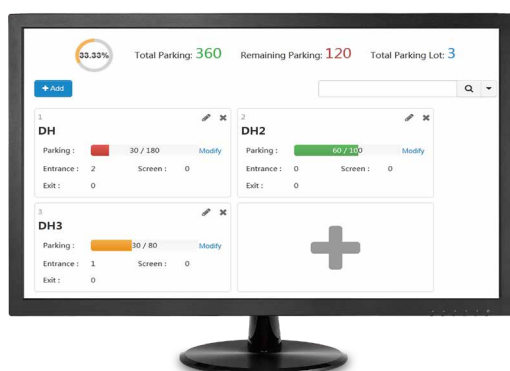 33.33% Total Parking: 360 Remaining Parking: 120 Total Parking Lot: 3
+ Add
1
DH
Parking : 30 / 180 Modify
Entrance : 2 Screen : 0
Exit : 0
2
DH2
Parking : 60 / 100 Modify
Entrance : 0 Screen : 0
Exit : 0
3
DH3
Parking : 30 / 80 Modify
Entrance : 1 Screen : 0
Exit : 0